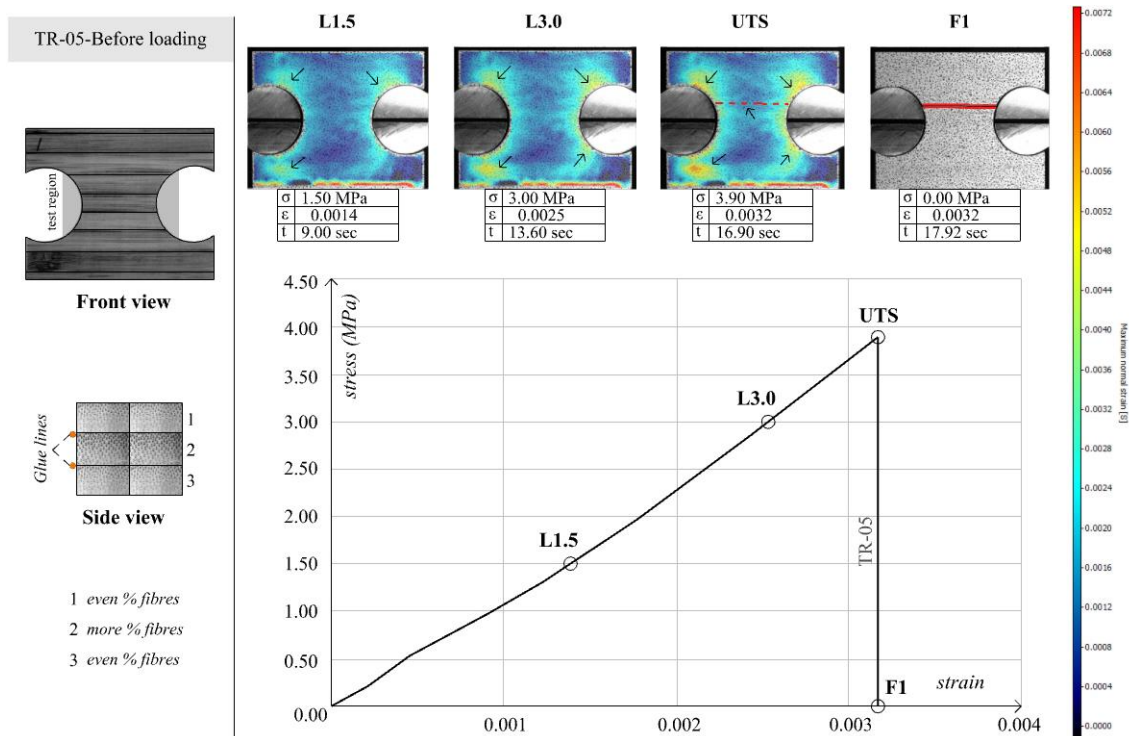 TR-05-Before loading
test region
Front view
Glue lines
1
2
3
Side view
1 even % fibres
2 more % fibres
3 even % fibres
L1.5
L3.0
UTS
F1
σ 1.50 MPa
ε 0.0014
t 9.00 sec
σ 3.00 MPa
ε 0.0025
t 13.60 sec
σ 3.90 MPa
ε 0.0032
t 16.90 sec
σ 0.00 MPa
ε 0.0032
t 17.92 sec
4.50
4.00
3.50
3.00
2.50
2.00
1.50
1.00
0.50
0.00
stress (MPa)
UTS
L3.0
L1.5
TR-05
F1
strain
0.001
0.002
0.003
0.004
0.0072
0.0068
0.0064
0.0060
0.0056
0.0052
0.0048
0.0044
0.0040
0.0036
0.0032
0.0028
0.0024
0.0020
0.0016
0.0012
0.0008
0.0004
-0.0000
Maximum normal strain [S]